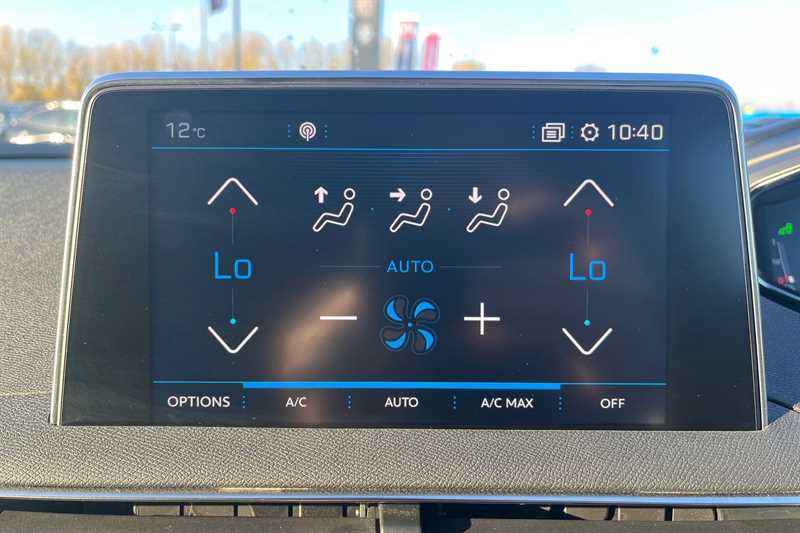 12°C 10:40
Lo AUTO Lo
OPTIONS A/C AUTO A/C MAX OFF